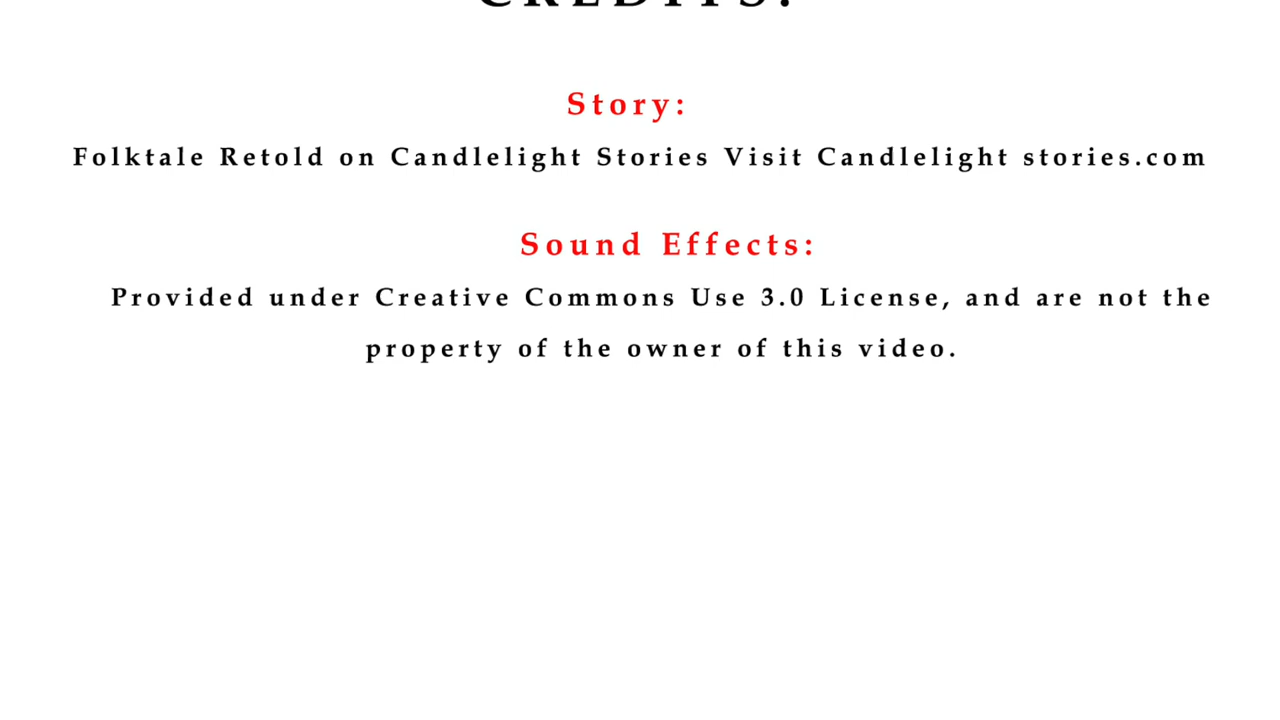 CREDITS:
Story:
Folktale Retold on Candlelight Stories Visit Candlelight stories.com
Sound Effects:
Provided under Creative Commons Use 3.0 License, and are not the
property of the owner of this video.